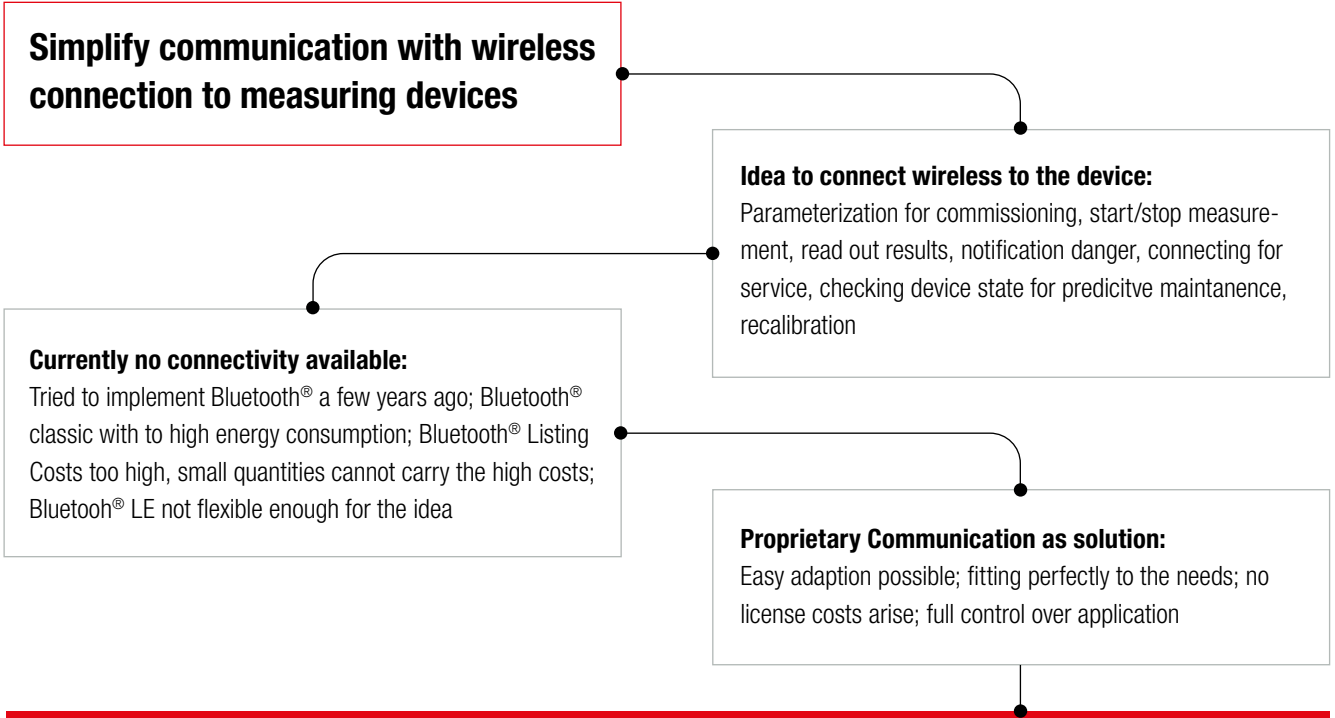 Simplify communication with wireless
connection to measuring devices
Idea to connect wireless to the device:
Parameterization for commissioning, start/stop measure-
ment, read out results, notification danger, connecting for
service, checking device state for predicitve maintanence,
recalibration
Currently no connectivity available:
Tried to implement Bluetooth® a few years ago; Bluetooth®
classic with to high energy consumption; Bluetooth® Listing
Costs too high, small quantities cannot carry the high costs;
Bluetooh® LE not flexible enough for the idea
Proprietary Communication as solution:
Easy adaption possible; fitting perfectly to the needs; no
license costs arise; full control over application